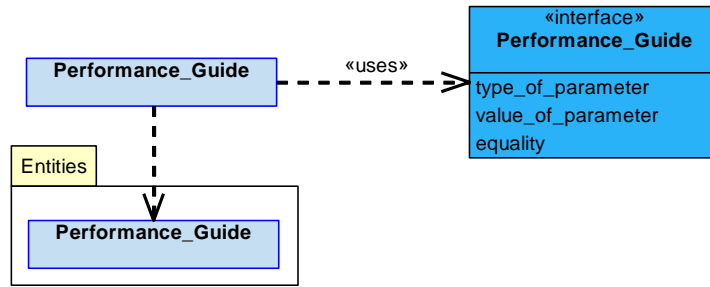 «interface»
Performance_Guide
Performance_Guide
«uses»
type_of_parameter
value_of_parameter
equality
Entities
Performance_Guide